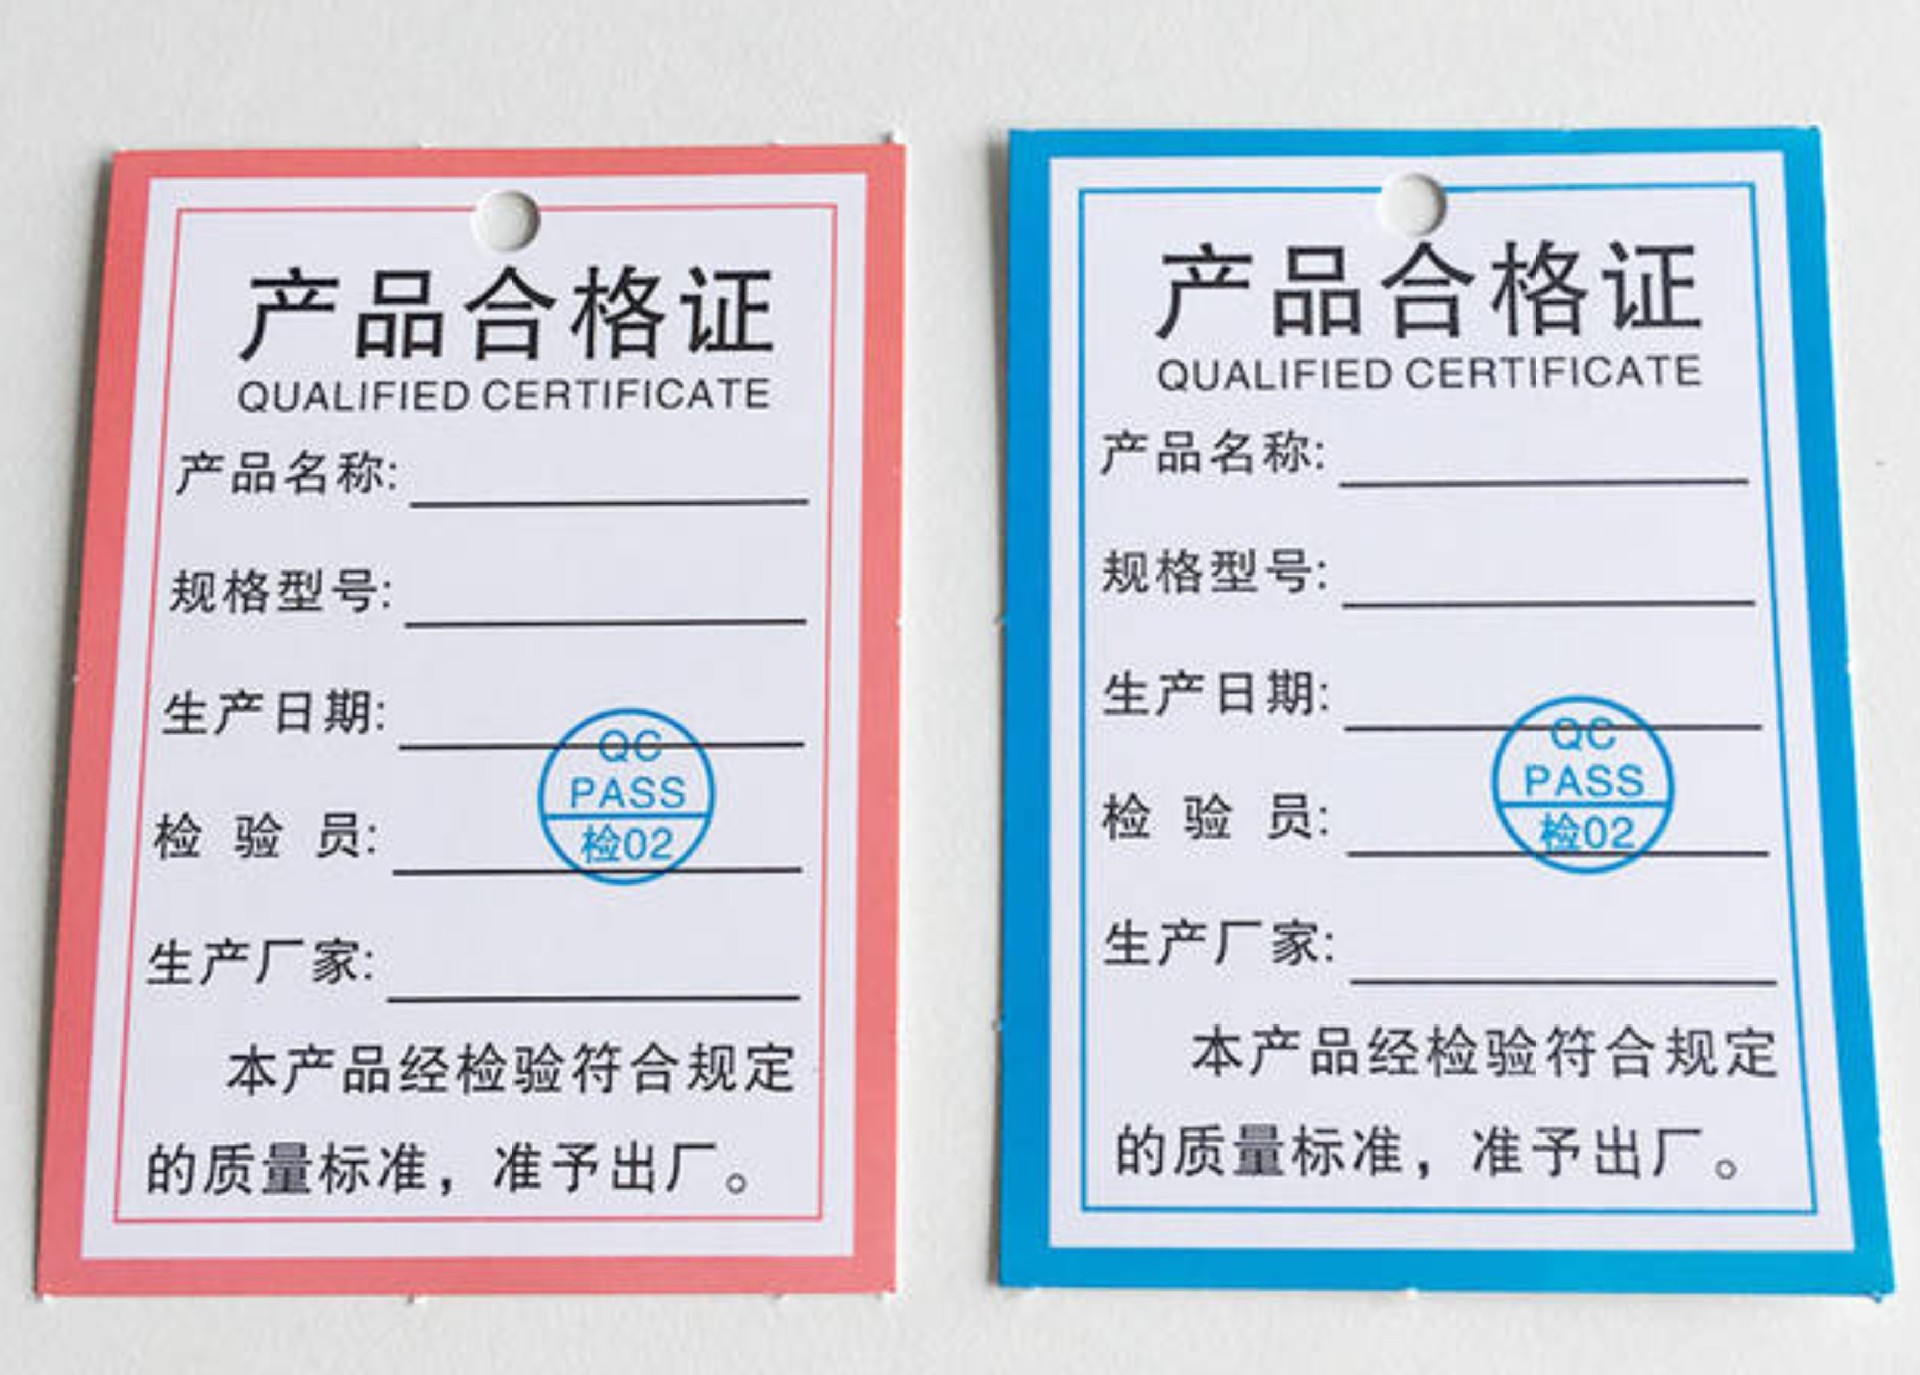 产品合格证
QUALIFIED CERTIFICATE
产品名称:
规格型号:
生产日期:
QC
PASS
检02
检 验 员:
生产厂家:
本产品经检验符合规定
的质量标准，准予出厂。
产品合格证
QUALIFIED CERTIFICATE
产品名称:
规格型号:
生产日期:
QC
PASS
检02
检 验 员:
生产厂家:
本产品经检验符合规定
的质量标准，准予出厂。